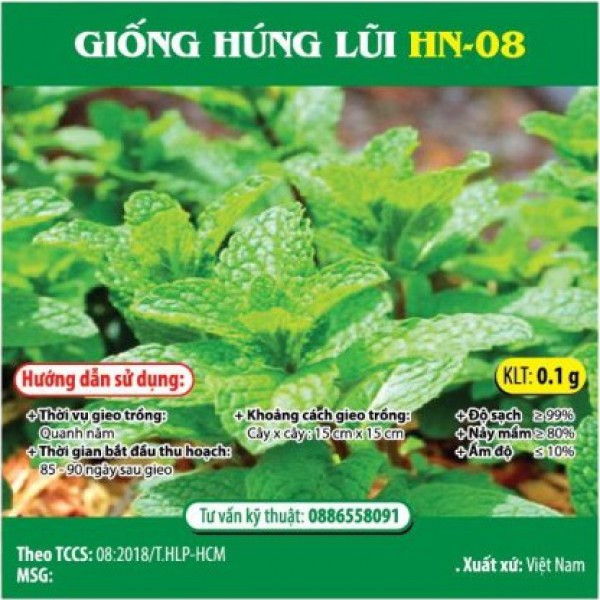 GIỐNG HÚNG LŨI HN-08
Hướng dẫn sử dụng:
KLT: 0.1 g
+ Thời vụ gieo trồng:
Quanh năm
+ Thời gian bắt đầu thu hoạch:
85 - 90 ngày sau gieo
+ Khoảng cách gieo trồng:
Cây x cây : 15 cm x 15 cm
+ Độ sạch ≥ 99%
+ Nảy mầm ≥ 80%
+ Ẩm độ ≤ 10%
Tư vấn kỹ thuật: 0886558091
Theo TCCS: 08:2018/T.HLP-HCM
MSG:
. Xuất xứ: Việt Nam